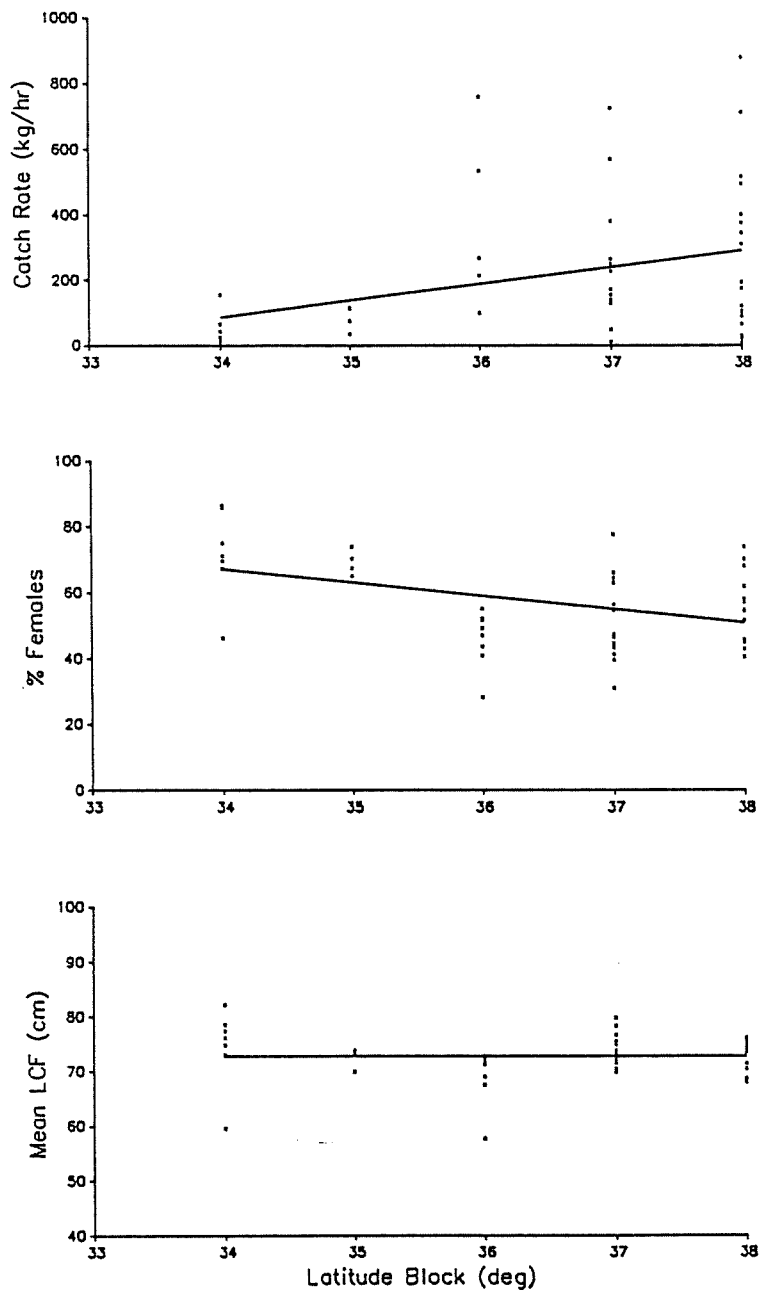 1000
800
600
400
200
0
Catch Rate (kg/hr)
33 34 35 36 37 38
100
80
60
40
20
0
% Females
33 34 35 36 37 38
100
90
80
70
60
50
40
Mean LCF (cm)
33 34 35 36 37 38
Latitude Block (deg)